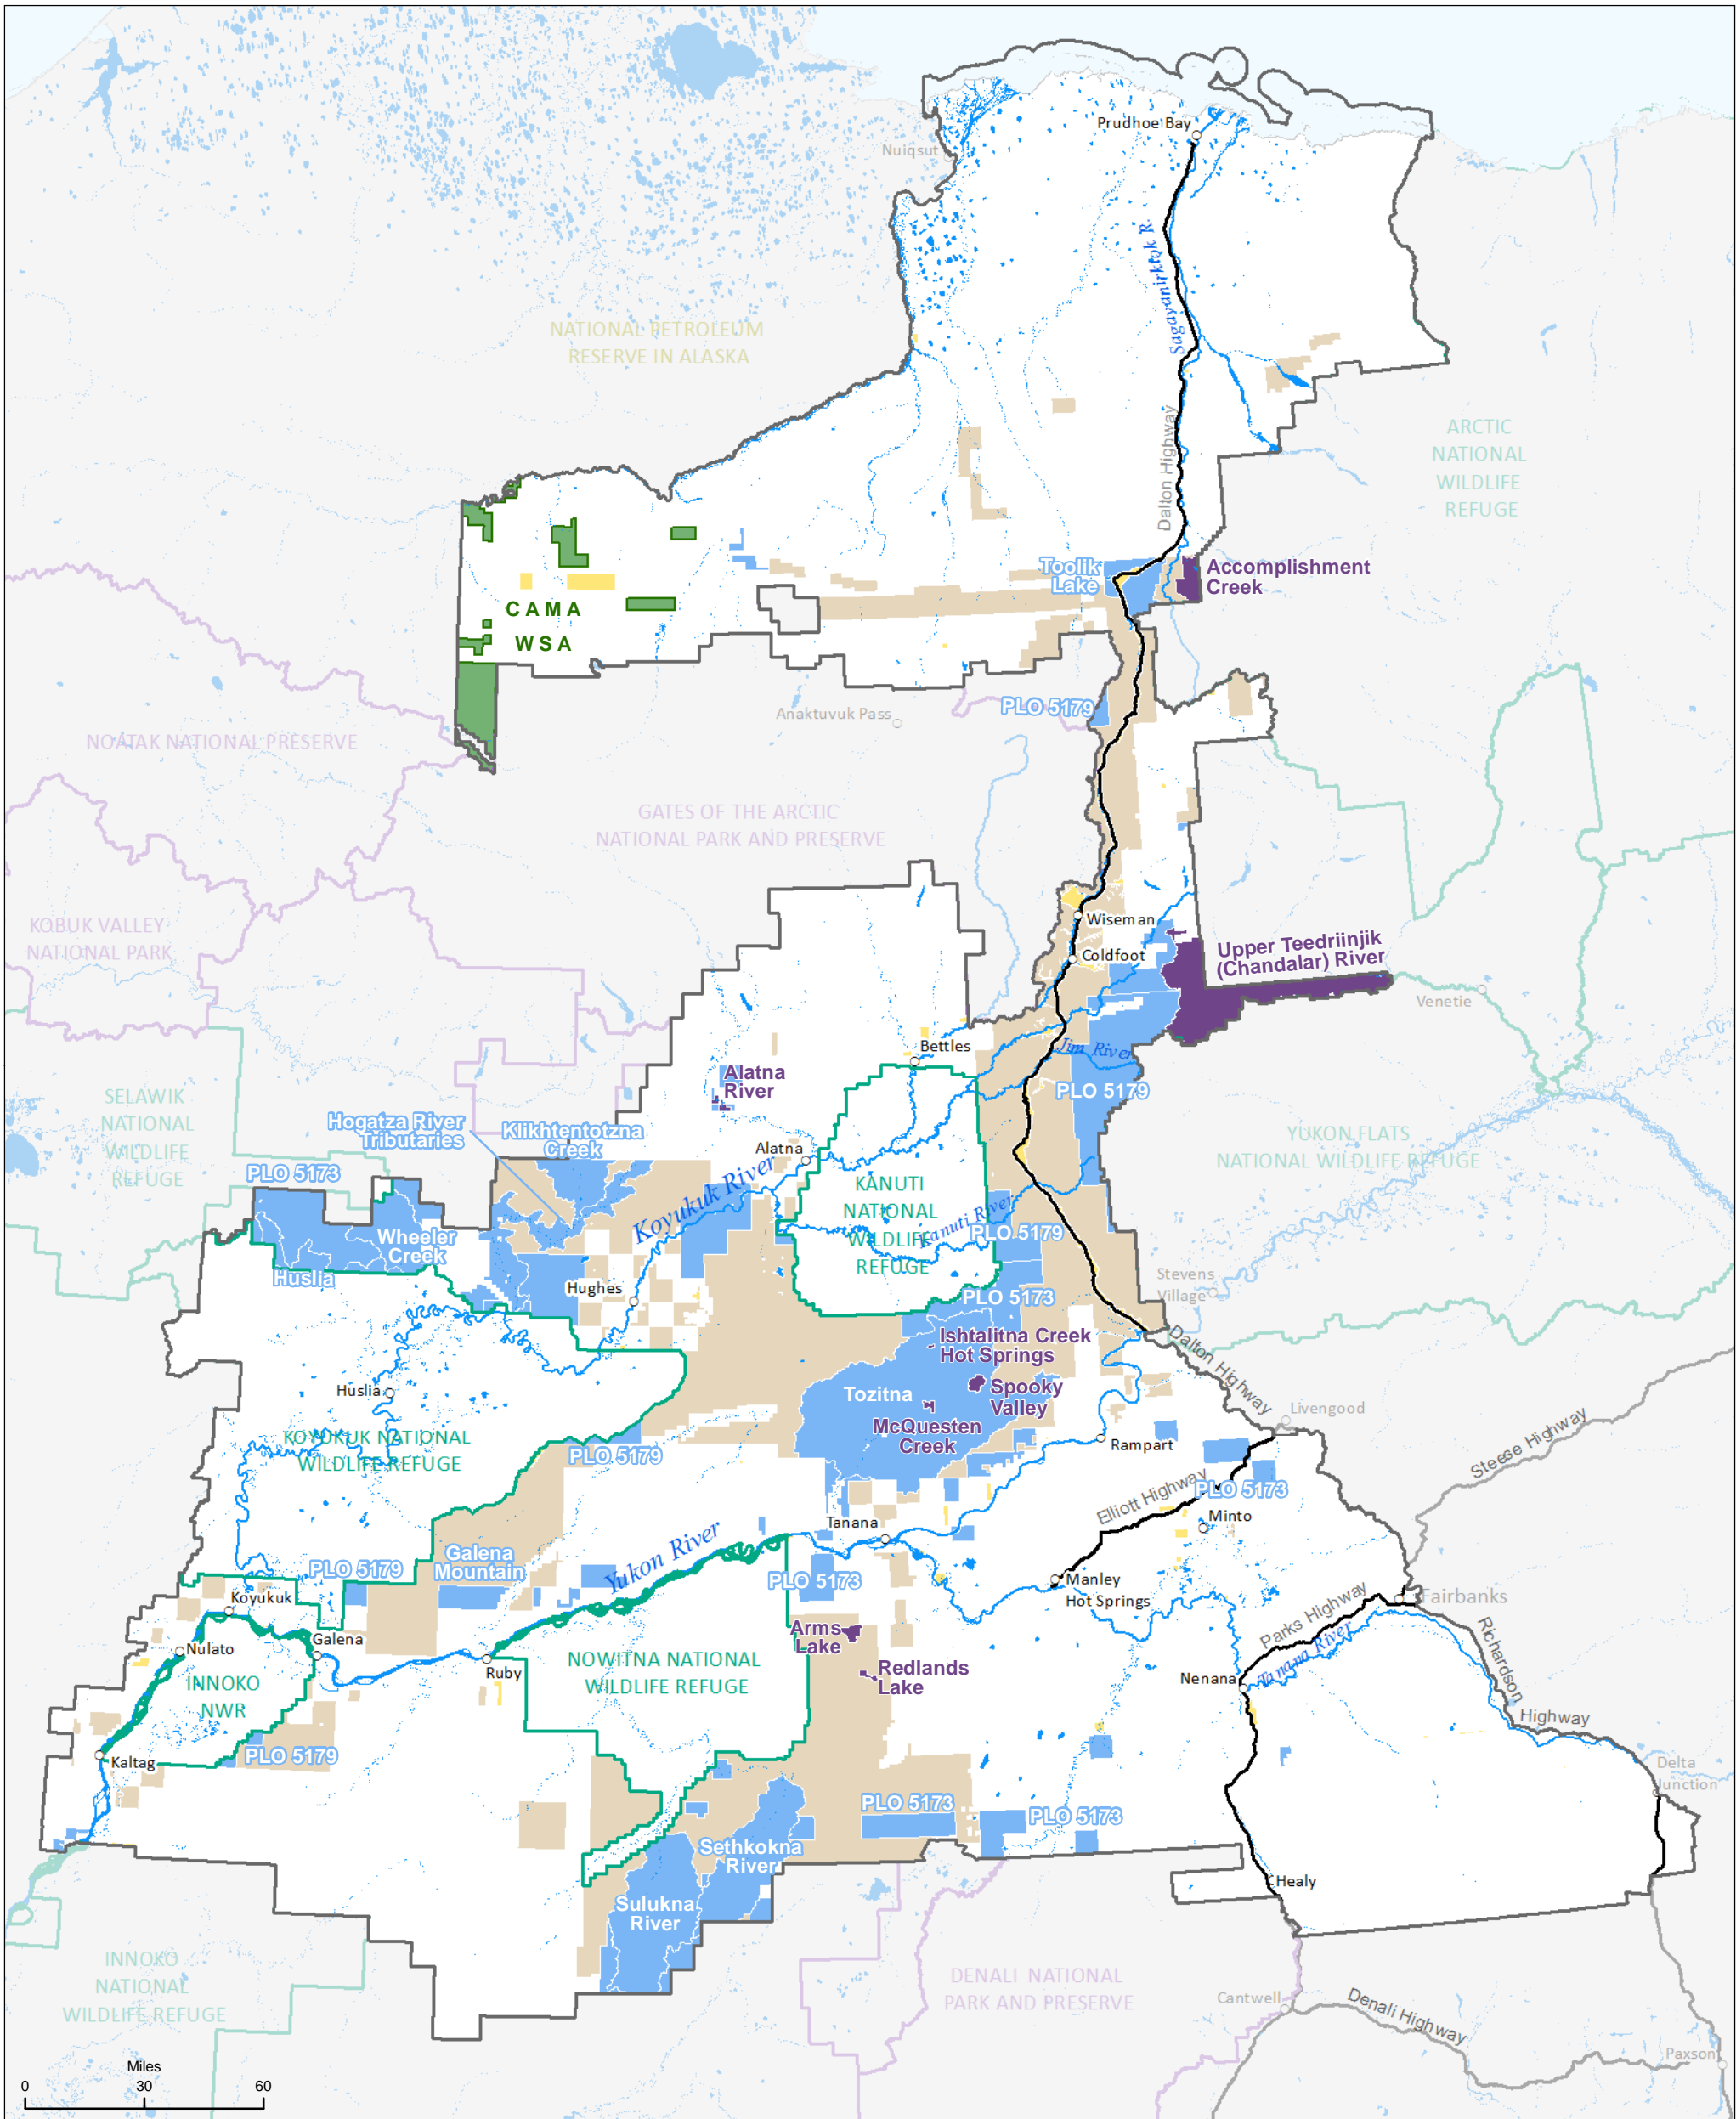 Prudhoe Bay
Nuiqsut
Sagavanirktok R.
NATIONAL PETROLEUM
RESERVE IN ALASKA
Dalton Highway
ARCTIC
NATIONAL
WILDLIFE
REFUGE
Toolik
Lake
Accomplishment
Creek
CAMA
WSA
PLO 5179
Anaktuvuk Pass
NOATAK NATIONAL PRESERVE
GATES OF THE ARCTIC
NATIONAL PARK AND PRESERVE
KOBUK VALLEY
NATIONAL PARK
Wiseman
Coldfoot
Upper Teedriinjik
(Chandalar) River
Venetie
Bettles
Jim River
Alatna
River
PLO 5179
SELAWIK
NATIONAL
WILDLIFE
REFUGE
Hogatza River
Tributaries
Klikhtentotzna
Creek
Alatna
YUKON FLATS
NATIONAL WILDLIFE REFUGE
PLO 5173
Koyukuk River
KANUTI
NATIONAL
WILDLIFE
REFUGE
Kanuti River
PLO 5179
Wheeler
Creek
Huslia
Hughes
Stevens
Village
PLO 5173
Ishtalitna Creek
Hot Springs
Dalton Highway
Huslia
Tozitna
Spooky
Valley
McQuesten
Creek
Livengood
Steese Highway
KOYUKUK NATIONAL
WILDLIFE REFUGE
PLO 5179
Rampart
Elliott Highway
PLO 5173
Minto
Tanana
Yukon River
Galena
Mountain
PLO 5179
PLO 5173
Manley
Hot Springs
Koyukuk
Parks Highway
Fairbanks
Nulato
Galena
Arms
Lake
Tanana River
Richardson
Highway
Ruby
NOWITNA NATIONAL
WILDLIFE REFUGE
Redlands
Lake
Nenana
INNOKO
NWR
Kaltag
PLO 5179
Delta
Junction
PLO 5173
PLO 5173
Sethkokna
River
Sulukna
River
Healy
INNOKO
NATIONAL
WILDLIFE REFUGE
DENALI NATIONAL
PARK AND PRESERVE
Cantwell
Denali Highway
Paxson
Miles
0 30 60